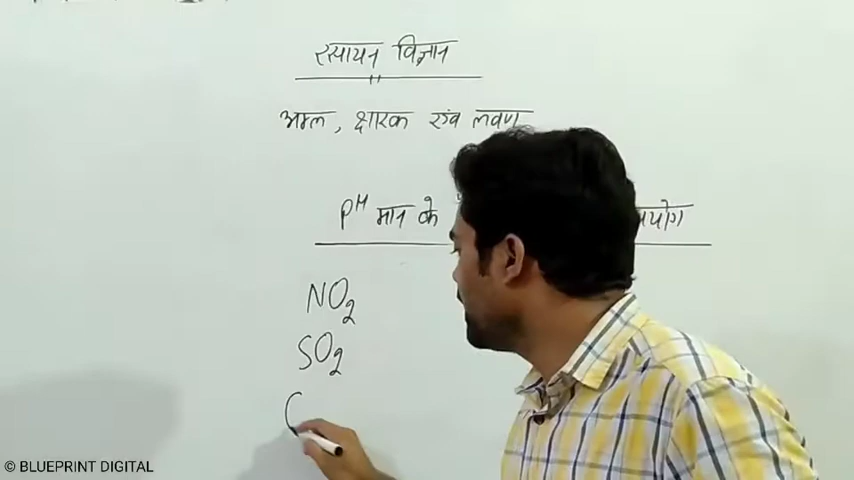 रसायन विज्ञान
अम्ल, क्षारक एवं लवण
PH मान के
NO2
SO2
C
© BLUEPRINT DIGITAL